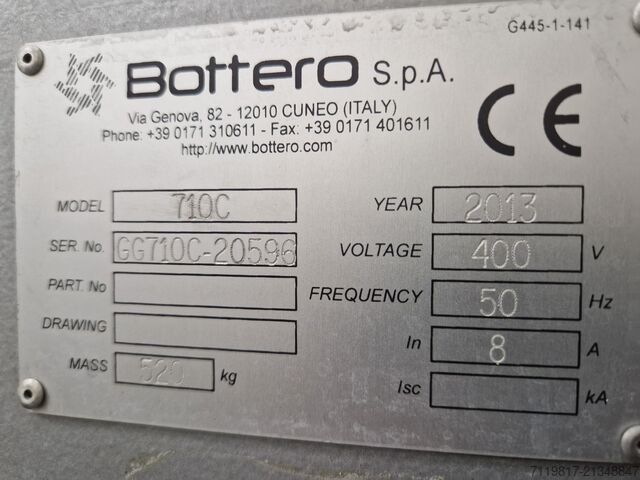 G445-1-141
Bottero S.p.A.
Via Genova, 82 - 12010 CUNEO (ITALY)
Phone: +39 0171 310611 - Fax: +39 0171 401611
http://www.bottero.com
CE
MODEL 710C
SER. No. GG710C-20596
PART. No
DRAWING
MASS 520 kg
YEAR 2013
VOLTAGE 400 V
FREQUENCY 50 Hz
In 8 A
Isc kA
7119817-21348847